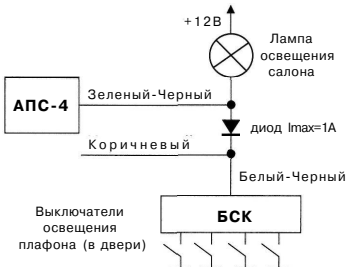 +12В
Лампа
освещения
салона
Зеленый-Черный
АПС-4
диод Imax=1А
Коричневый
Белый-Черный
БСК
Выключатели
освещения
плафона (в двери)